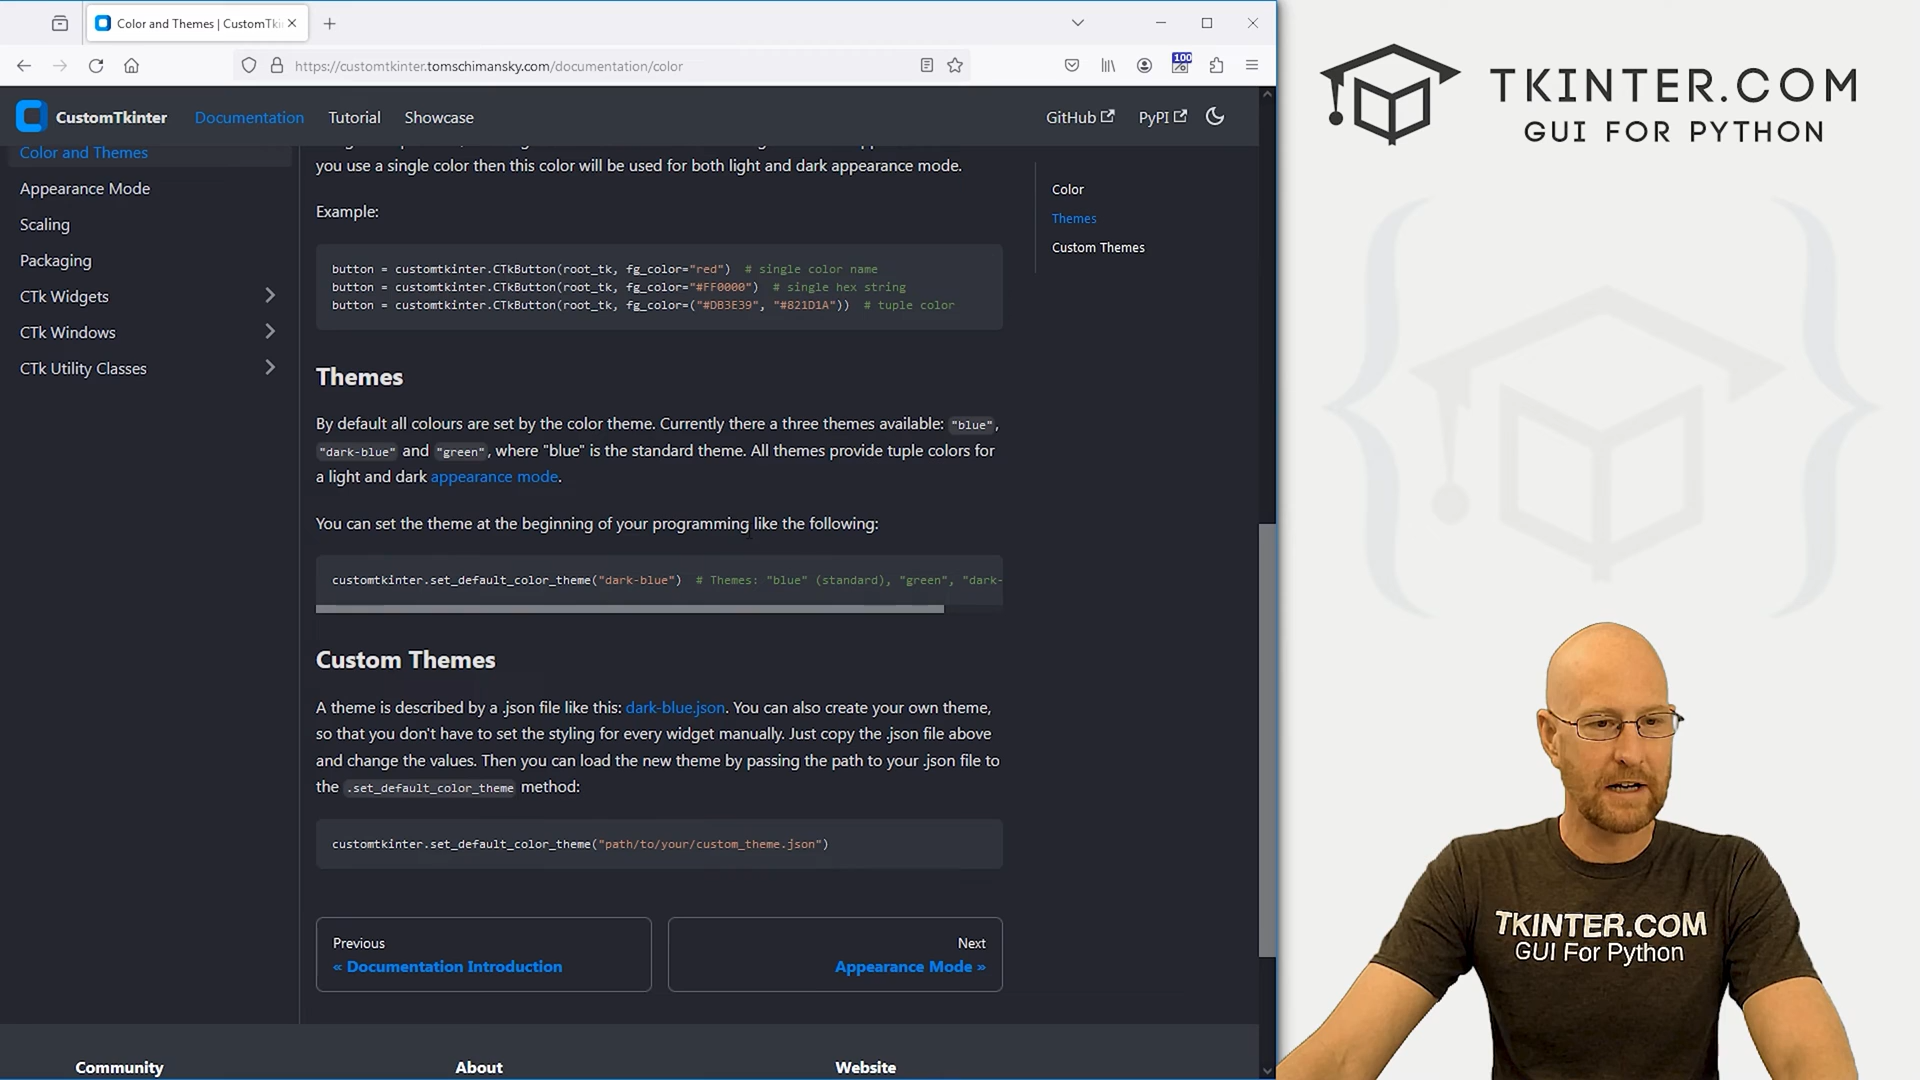 Color and Themes | CustomTki
100
https://customtkinter.tomschimansky.com/documentation/color
CustomTkinter
Documentation
Tutorial
Showcase
GitHub
PyPI
Color and Themes
Appearance Mode
Scaling
Packaging
CTk Widgets
CTk Windows
CTk Utility Classes
you use a single color then this color will be used for both light and dark appearance mode.
Example:
button = customtkinter.CTkButton(root_tk, fg_color="red")  # single color name
button = customtkinter.CTkButton(root_tk, fg_color="#FF0000")  # single hex string
button = customtkinter.CTkButton(root_tk, fg_color=("#DB3E39", "#821D1A"))  # tuple color
Themes
By default all colours are set by the color theme. Currently there a three themes available: "blue",
"dark-blue" and "green", where "blue" is the standard theme. All themes provide tuple colors for
a light and dark appearance mode.
You can set the theme at the beginning of your programming like the following:
customtkinter.set_default_color_theme("dark-blue")  # Themes: "blue" (standard), "green", "dark-
Custom Themes
A theme is described by a .json file like this: dark-blue.json. You can also create your own theme,
so that you don't have to set the styling for every widget manually. Just copy the .json file above
and change the values. Then you can load the new theme by passing the path to your .json file to
the .set_default_color_theme method:
customtkinter.set_default_color_theme("path/to/your/custom_theme.json")
Previous
« Documentation Introduction
Next
Appearance Mode »
Community
About
Website
Color
Themes
Custom Themes
TKINTER.COM
GUI FOR PYTHON
TKINTER.COM
GUI For Python